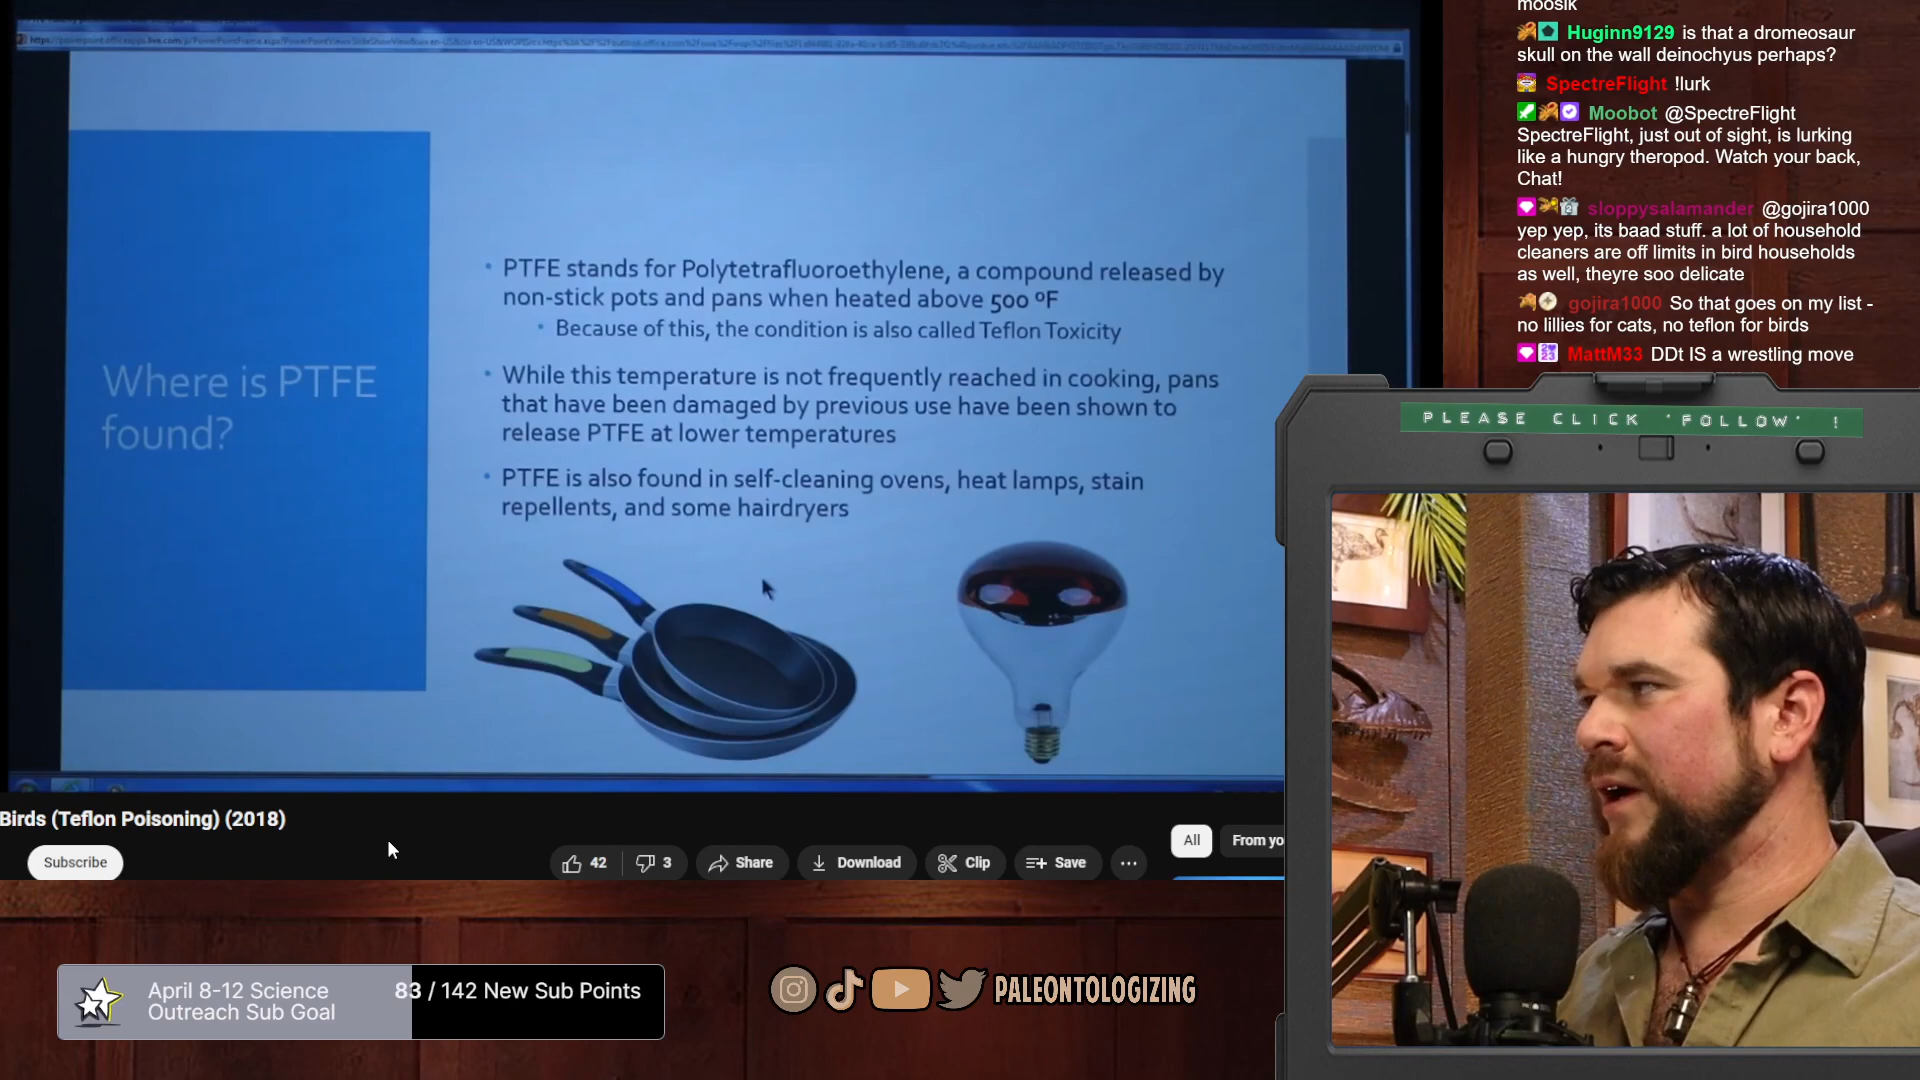 Where is PTFE
found?
PTFE stands for Polytetrafluoroethylene, a compound released by
non-stick pots and pans when heated above 500 ºF
Because of this, the condition is also called Teflon Toxicity
While this temperature is not frequently reached in cooking, pans
that have been damaged by previous use have been shown to
release PTFE at lower temperatures
PTFE is also found in self-cleaning ovens, heat lamps, stain
repellents, and some hairdryers
Birds (Teflon Poisoning) (2018)
Subscribe
42
3
Share
Download
Clip
Save
All
From yo
moosik
Huginn9129 is that a dromeosaur
skull on the wall deinochyus perhaps?
SpectreFlight !lurk
Moobot @SpectreFlight
SpectreFlight, just out of sight, is lurking
like a hungry theropod. Watch your back,
Chat!
sloppysalamander @gojira1000
yep yep, its baad stuff. a lot of household
cleaners are off limits in bird households
as well, theyre soo delicate
gojira1000 So that goes on my list -
no lillies for cats, no teflon for birds
MattM33 DDt IS a wrestling move
PLEASE CLICK "FOLLOW" !
April 8-12 Science
Outreach Sub Goal
83 / 142 New Sub Points
PALEONTOLOGIZING